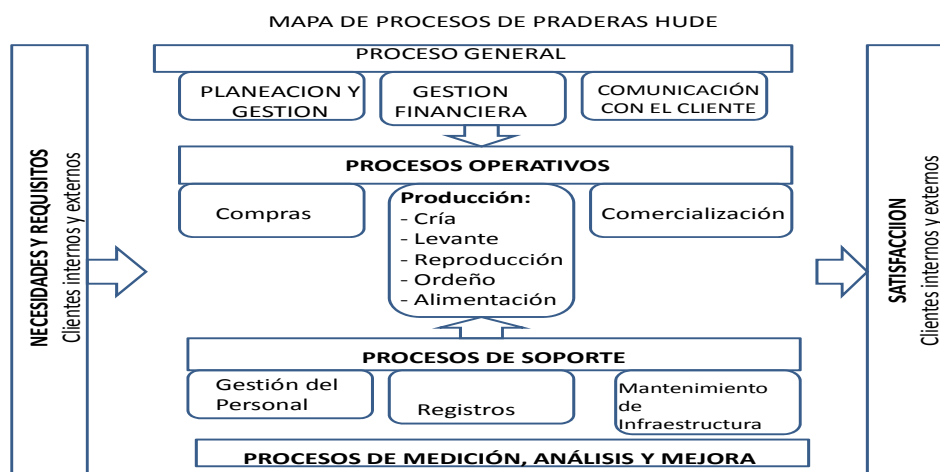 MAPA DE PROCESOS DE PRADERAS HUDE
PROCESO GENERAL
PLANEACION Y
GESTION
GESTION
FINANCIERA
COMUNICACIÓN
CON EL CLIENTE
NECESIDADES Y REQUISITOS
Clientes internos y externos
PROCESOS OPERATIVOS
Compras
Producción:
- Cría
- Levante
- Reproducción
- Ordeño
- Alimentación
Comercialización
PROCESOS DE SOPORTE
Gestión del
Personal
Registros
Mantenimiento
de
Infraestructura
PROCESOS DE MEDICIÓN, ANÁLISIS Y MEJORA
SATISFACCIION
Clientes internos y externos